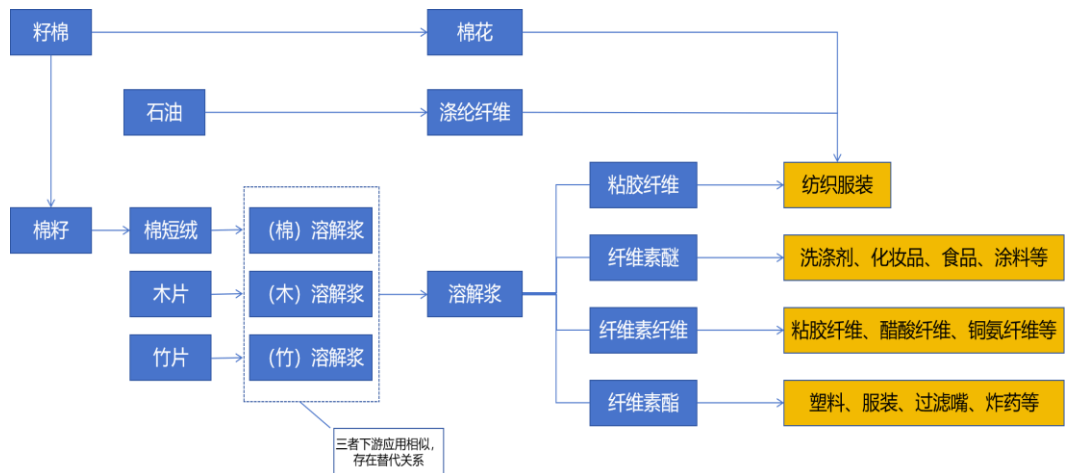 籽棉
棉花
石油
涤纶纤维
粘胶纤维
纺织服装
棉籽
棉短绒
（棉）溶解浆
纤维素醚
洗涤剂、化妆品、食品、涂料等
木片
（木）溶解浆
溶解浆
纤维素纤维
粘胶纤维、醋酸纤维、铜氨纤维等
竹片
（竹）溶解浆
纤维素酯
塑料、服装、过滤嘴、炸药等
三者下游应用相似，
存在替代关系